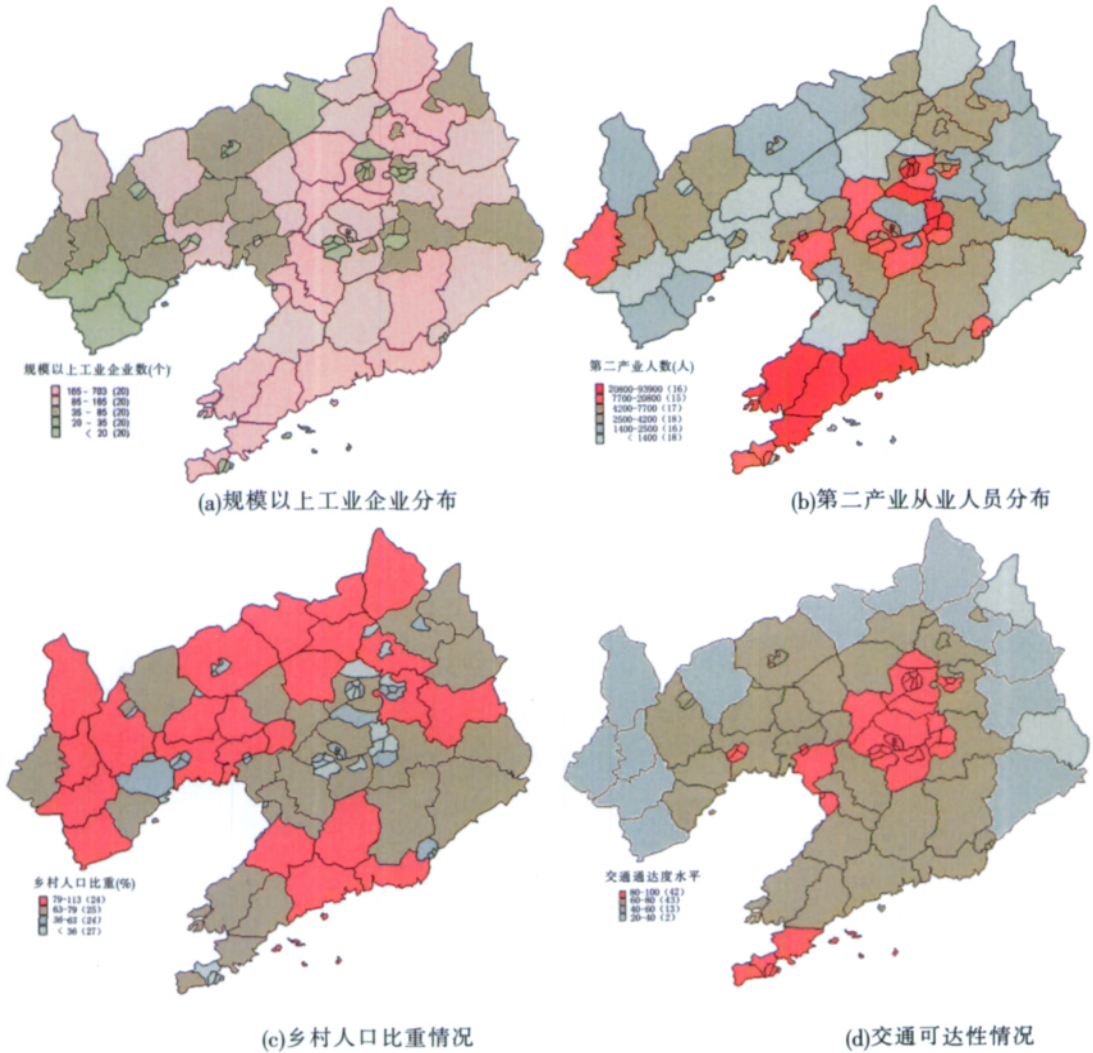 规模以上工业企业数(个)
165－703 (20)
85－165 (20)
35－85 (20)
20－35 (20)
＜20 (20)
(a)规模以上工业企业分布
第二产业人数(人)
20800-93900 (16)
7700-20800 (15)
4200-7700 (17)
2500-4200 (18)
1400-2500 (16)
＜1400 (18)
(b)第二产业从业人员分布
乡村人口比重(%)
79-113 (24)
63-79 (25)
36-63 (24)
＜36 (27)
(c)乡村人口比重情况
交通通达度水平
80-100 (42)
60-80 (43)
40-60 (13)
20-40 (2)
(d)交通可达性情况